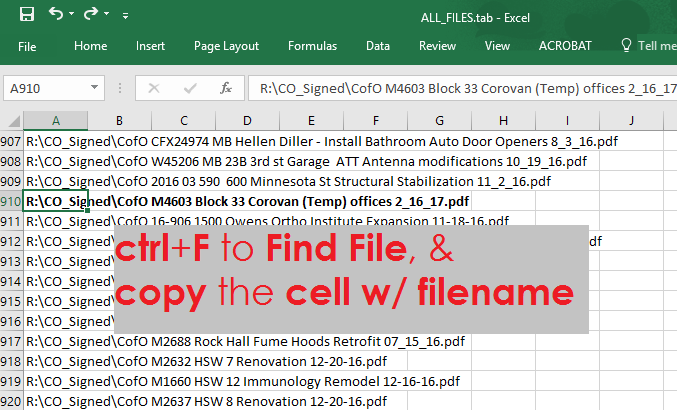 ALL_FILES.tab - Excel
File Home Insert Page Layout Formulas Data Review View ACROBAT Tell me
A910 fx R:\CO_Signed\CofO M4603 Block 33 Corovan (Temp) offices 2_16_17
A B C D E F G H I J
907 R:\CO_Signed\CofO CFX24974 MB Hellen Diller - Install Bathroom Auto Door Openers 8_3_16.pdf
908 R:\CO_Signed\CofO W45206 MB 23B 3rd st Garage ATT Antenna modifications 10_19_16.pdf
909 R:\CO_Signed\CofO 2016 03 590 600 Minnesota St Structural Stabilization 11_2_16.pdf
910 R:\CO_Signed\CofO M4603 Block 33 Corovan (Temp) offices 2_16_17.pdf
911 R:\CO_Signed\CofO 16-906 1500 Owens Ortho Institute Expansion 11-18-16.pdf
912 R:\CO_Signed\CofO df
ctrl+F to Find File, &
913 R:\CO_Signed\CofO
914 R:\CO_Signed\CofO
copy the cell w/ filename
915 R:\CO_Signed\CofO
916 R:\CO_Signed\CofO
917 R:\CO_Signed\CofO M2688 Rock Hall Fume Hoods Retrofit 07_15_16.pdf
918 R:\CO_Signed\CofO M2632 HSW 7 Renovation 12-20-16.pdf
919 R:\CO_Signed\CofO M1660 HSW 12 Immunology Remodel 12-16-16.pdf
920 R:\CO_Signed\CofO M2637 HSW 8 Renovation 12-20-16.pdf